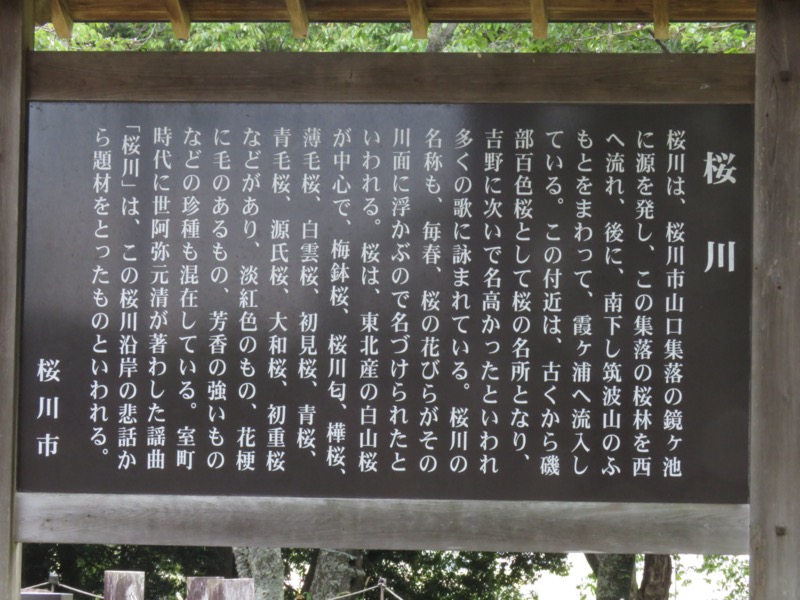 桜川
桜川は、桜川市山口集落の鏡ヶ池
に源を発し、この集落の桜林を西
へ流れ、後に、南下し筑波山のふ
もとをまわって、霞ヶ浦へ流入し
ている。この付近は、古くから磯
部百色桜として桜の名所となり、
吉野に次いで名高かったといわれ
多くの歌に詠まれている。桜川の
名称も、毎春、桜の花びらがその
川面に浮かぶので名づけられたと
いわれる。桜は、東北産の白山桜
が中心で、梅鉢桜、桜川匂、樺桜、
薄毛桜、白雲桜、初見桜、青桜、
青毛桜、源氏桜、大和桜、初重桜
などがあり、淡紅色のもの、花梗
に毛のあるもの、芳香の強いもの
などの珍種も混在している。室町
時代に世阿弥元清が著わした謡曲
「桜川」は、この桜川沿岸の悲話か
ら題材をとったものといわれる。
桜川市